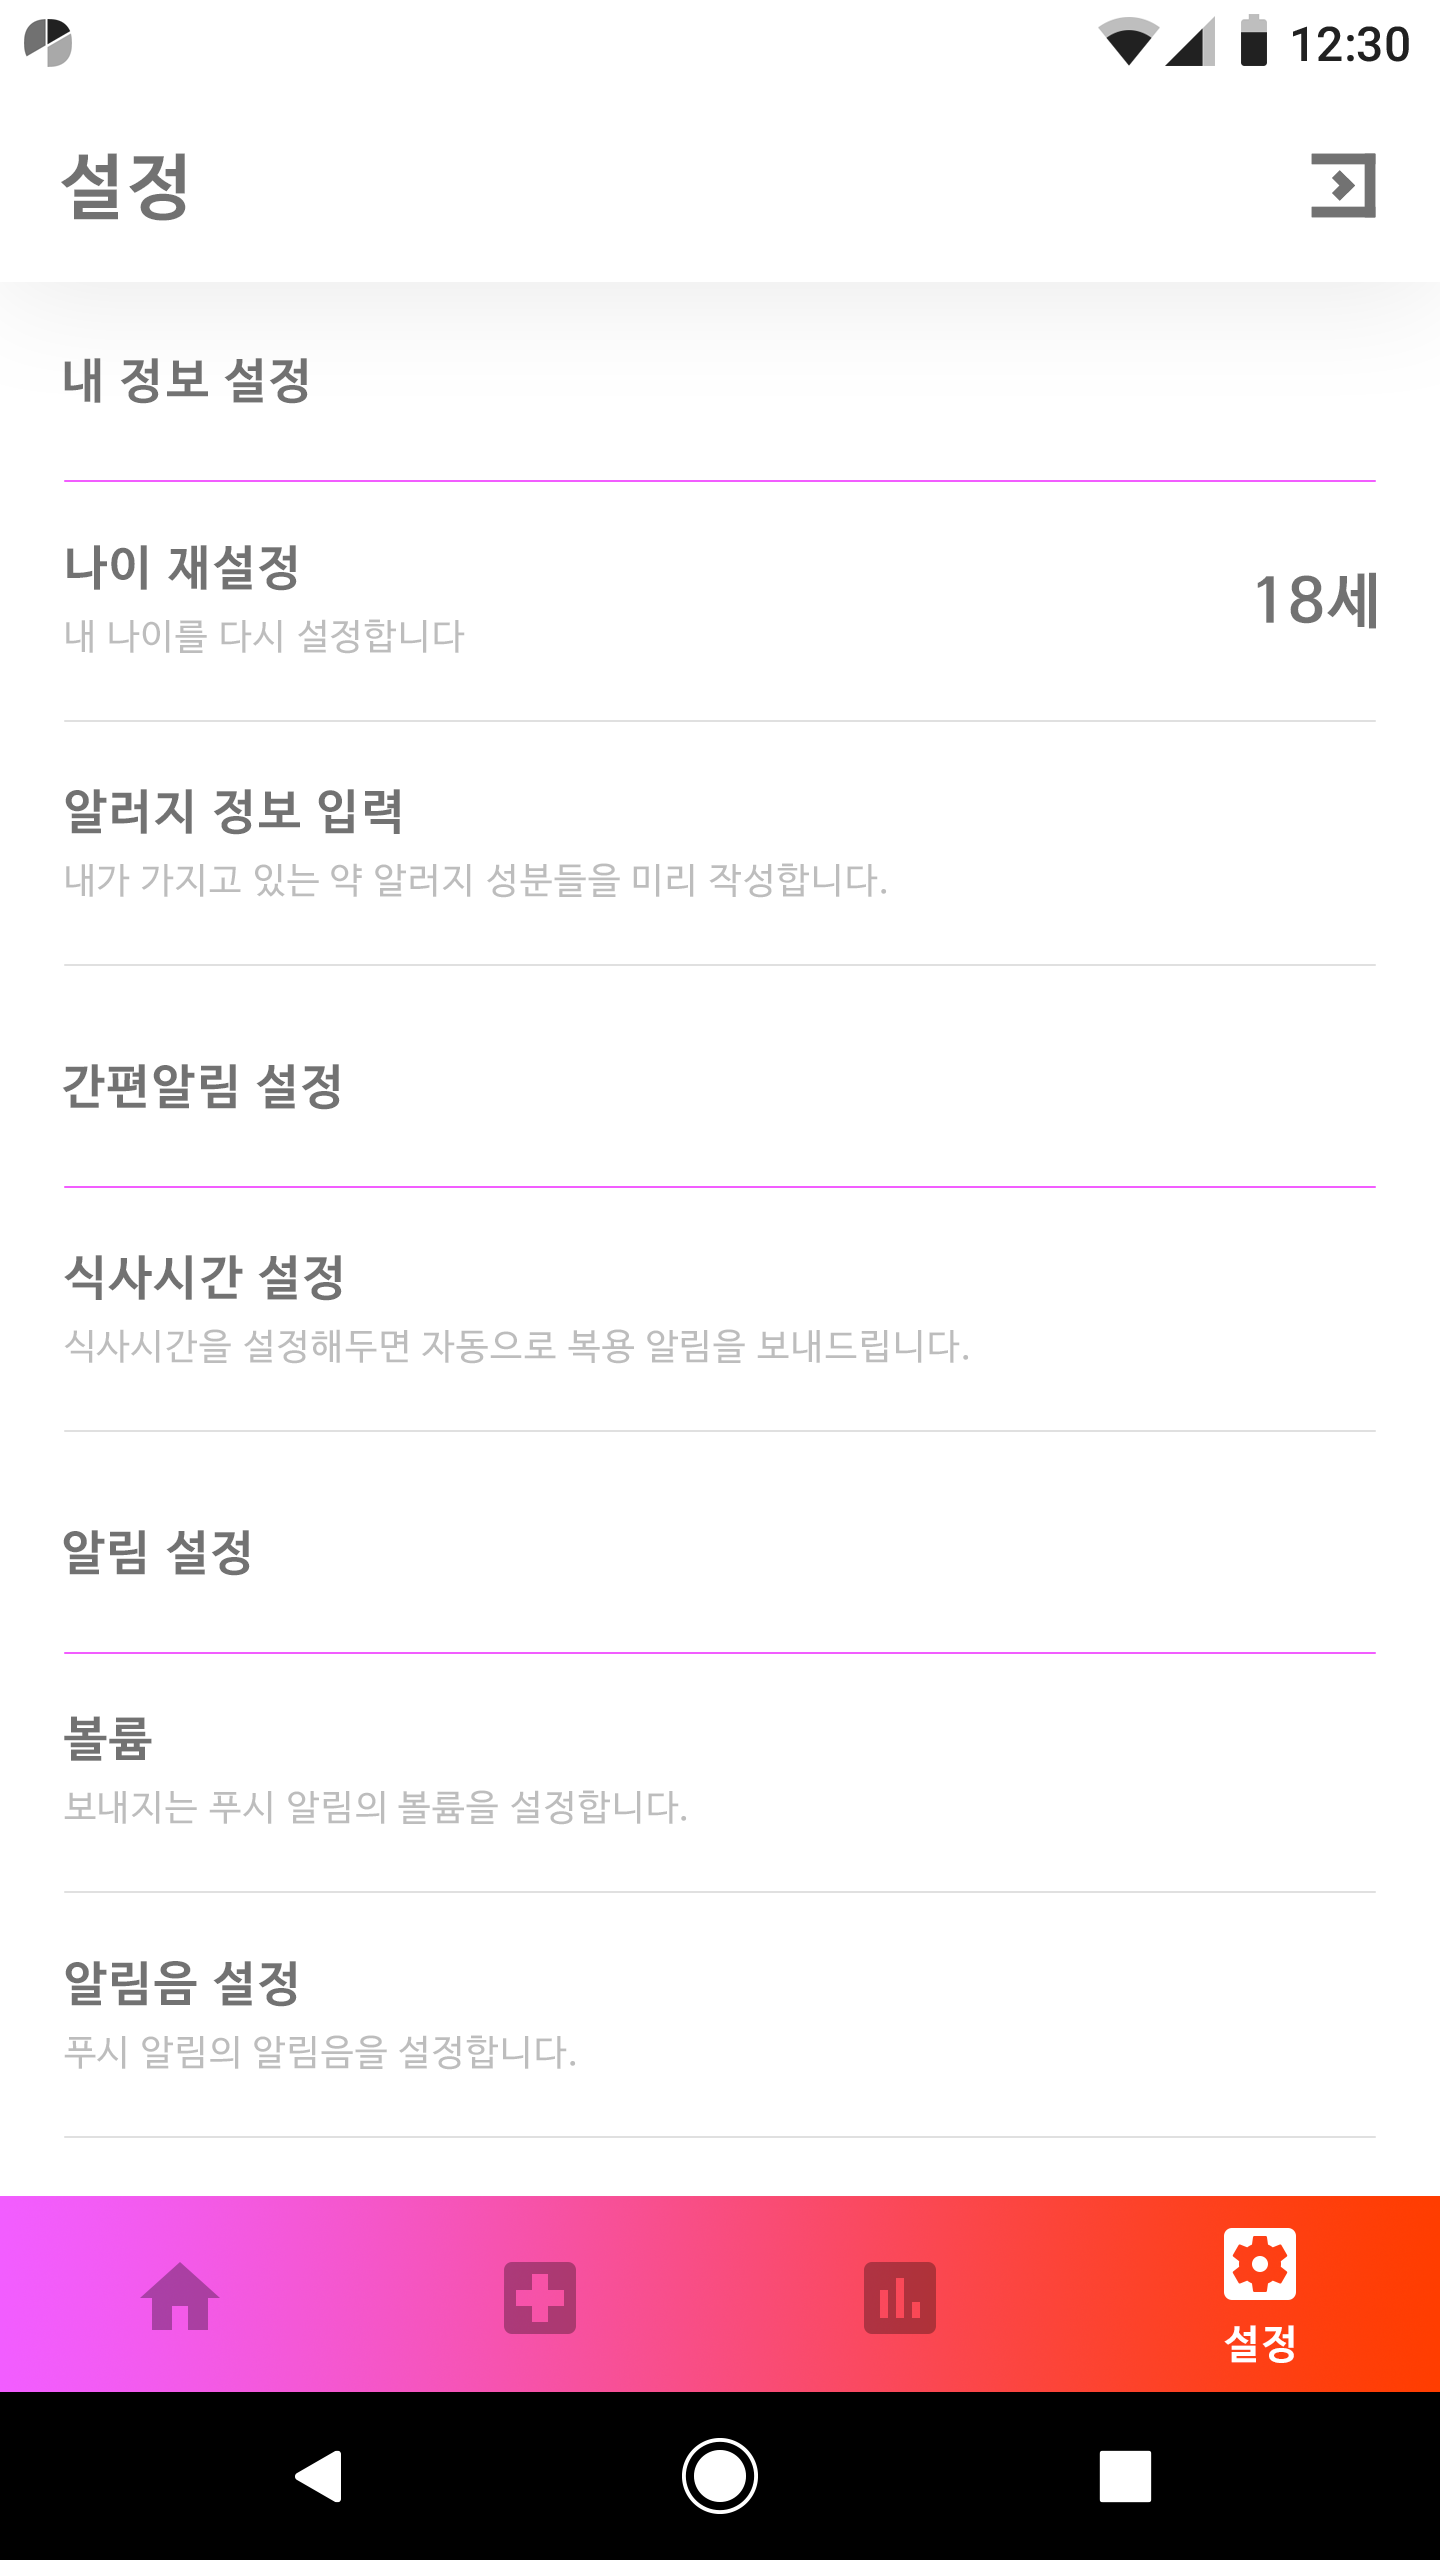 12:30
설정
내 정보 설정
나이 재설정
내 나이를 다시 설정합니다
18세
알러지 정보 입력
내가 가지고 있는 약 알러지 성분들을 미리 작성합니다.
간편알림 설정
식사시간 설정
식사시간을 설정해두면 자동으로 복용 알림을 보내드립니다.
알림 설정
볼륨
보내지는 푸시 알림의 볼륨을 설정합니다.
알림음 설정
푸시 알림의 알림음을 설정합니다.
설정